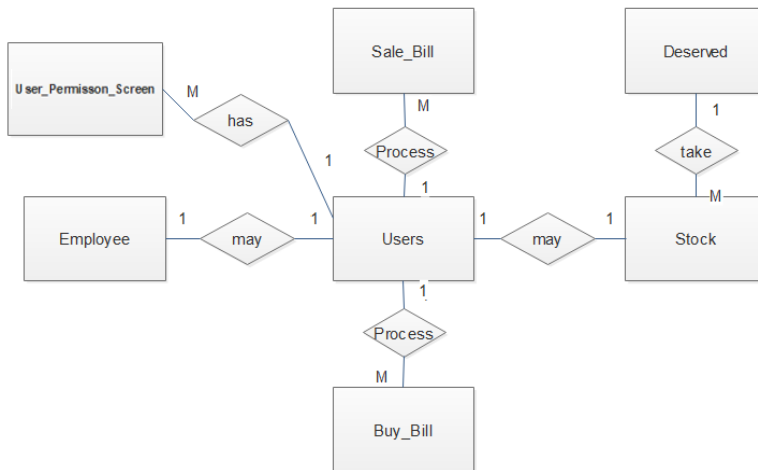 Sale_Bill
Deserved
User_Permisson_Screen
M
M
1
has
Process
take
1
1
M
Employee
1
may
1
Users
1
may
1
Stock
1
Process
M
Buy_Bill